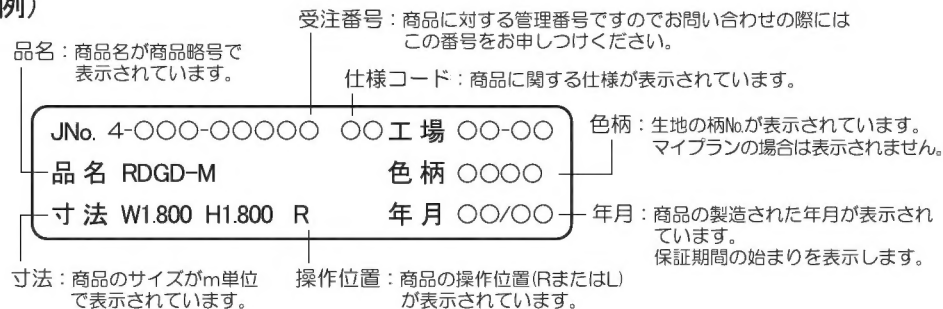 例)
受注番号：商品に対する管理番号ですのでお問い合わせの際には
この番号をお申しつけください。
品名：商品名が商品略号で
表示されています。
仕様コード：商品に関する仕様が表示されています。
JNo. 4-○○○-○○○○○ ○○ 工場 ○○-○○
品名 RDGD-M 色柄 ○○○○
寸法 W1.800 H1.800 R 年月 ○○/○○
色柄：生地の柄№が表示されています。
マイプランの場合は表示されません。
年月：商品の製造された年月が表示され
ています。
保証期間の始まりを表示します。
寸法：商品のサイズがm単位
で表示されています。
操作位置：商品の操作位置(RまたはL)
が表示されています。